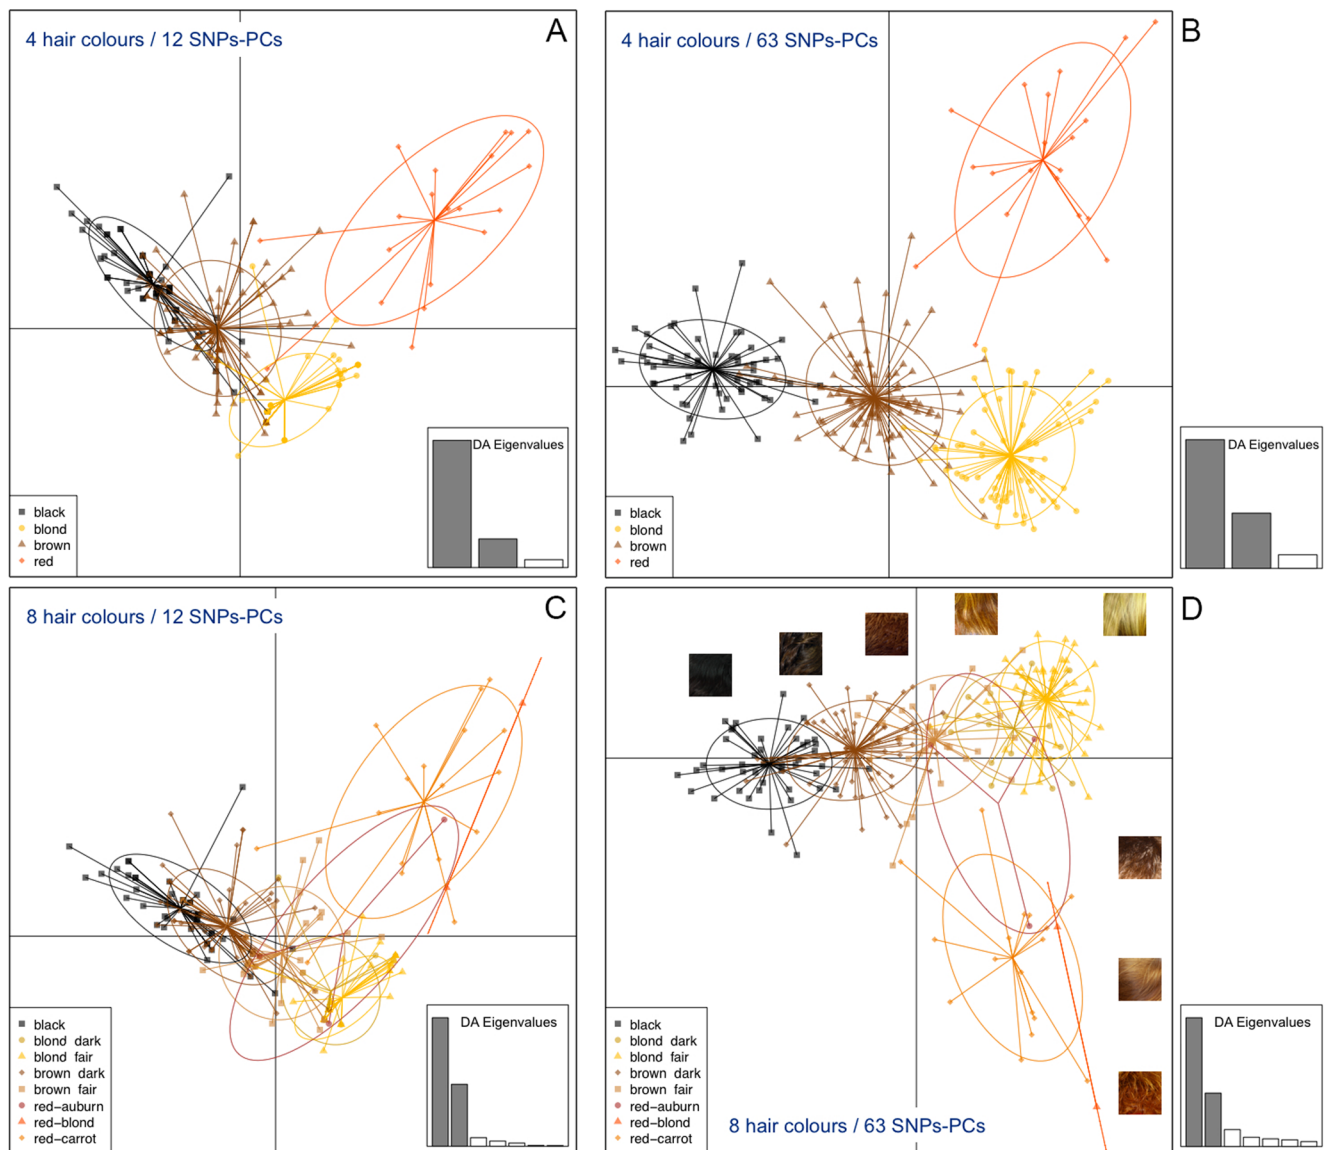 4 hair colours / 12 SNPs-PCs
A
DA Eigenvalues
black
blond
brown
red
4 hair colours / 63 SNPs-PCs
B
DA Eigenvalues
black
blond
brown
red
8 hair colours / 12 SNPs-PCs
C
DA Eigenvalues
black
blond dark
blond fair
brown dark
brown fair
red-auburn
red-blond
red-carrot
D
DA Eigenvalues
black
blond dark
blond fair
brown dark
brown fair
red-auburn
red-blond
red-carrot
8 hair colours / 63 SNPs-PCs